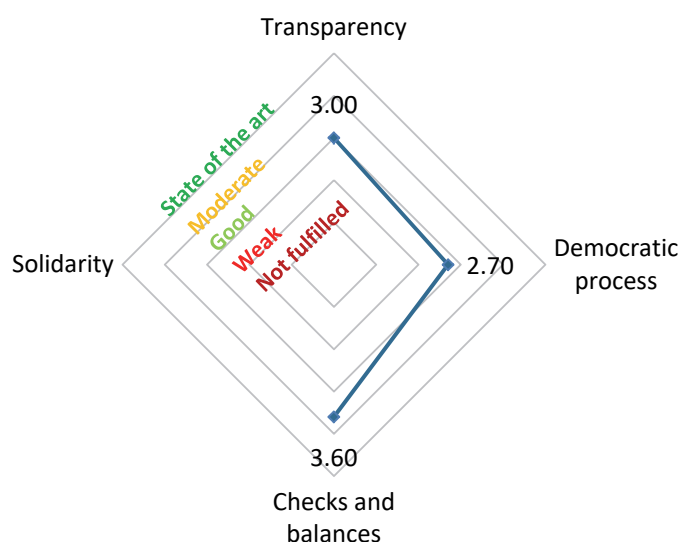 Transparency
3.00
State of the art
Moderate
Good
Weak
Not fulfilled
Solidarity
2.70
Democratic
process
3.60
Checks and
balances